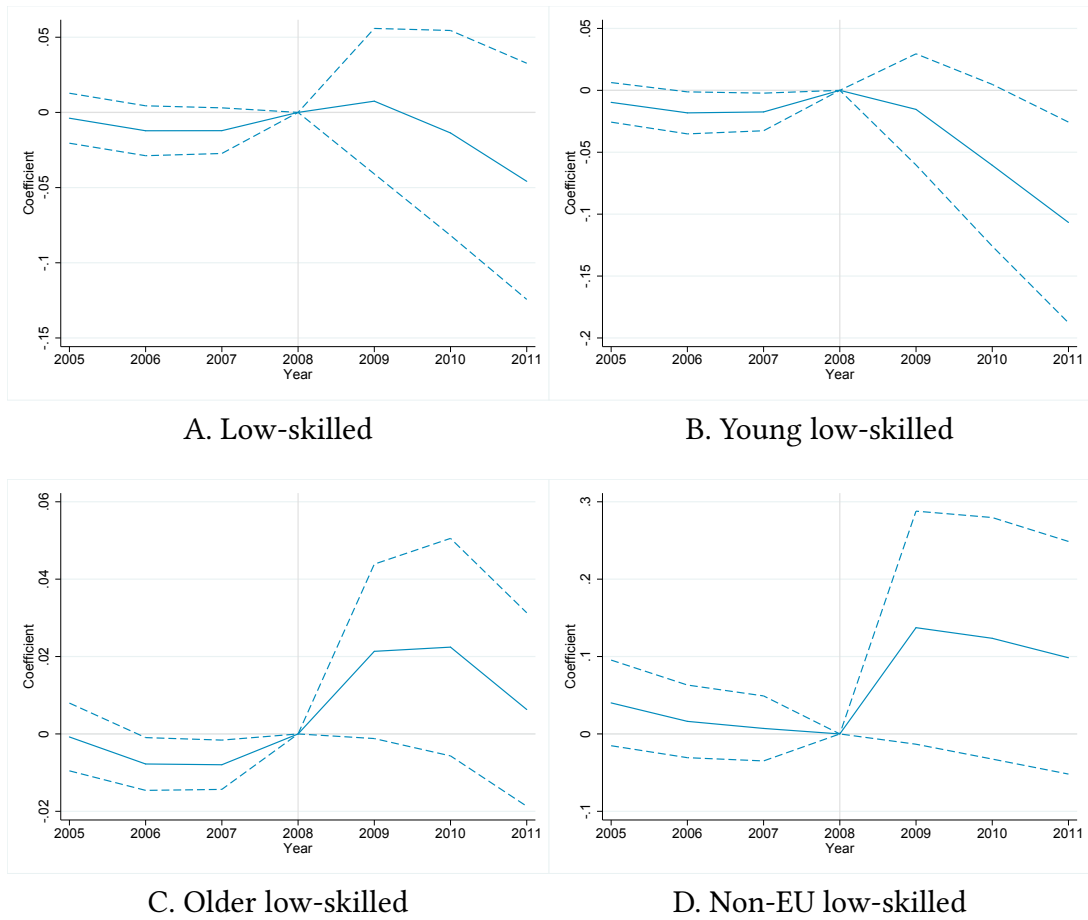 .05
0
-.05
-.1
-.15
Coefficient
2005 2006 2007 2008 2009 2010 2011
Year
A. Low-skilled
.05
0
-.05
-.1
-.15
-.2
Coefficient
2005 2006 2007 2008 2009 2010 2011
Year
B. Young low-skilled
.06
.04
.02
0
-.02
Coefficient
2005 2006 2007 2008 2009 2010 2011
Year
C. Older low-skilled
.3
.2
.1
0
-.1
Coefficient
2005 2006 2007 2008 2009 2010 2011
Year
D. Non-EU low-skilled